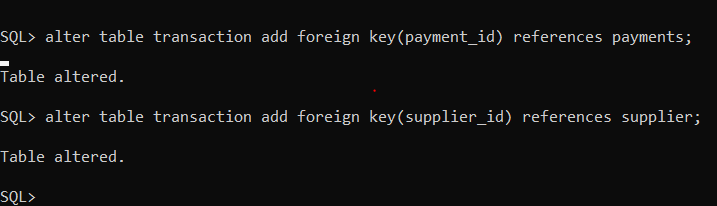 SQL> alter table transaction add foreign key(payment_id) references payments;
Table altered.
SQL> alter table transaction add foreign key(supplier_id) references supplier;
Table altered.
SQL>